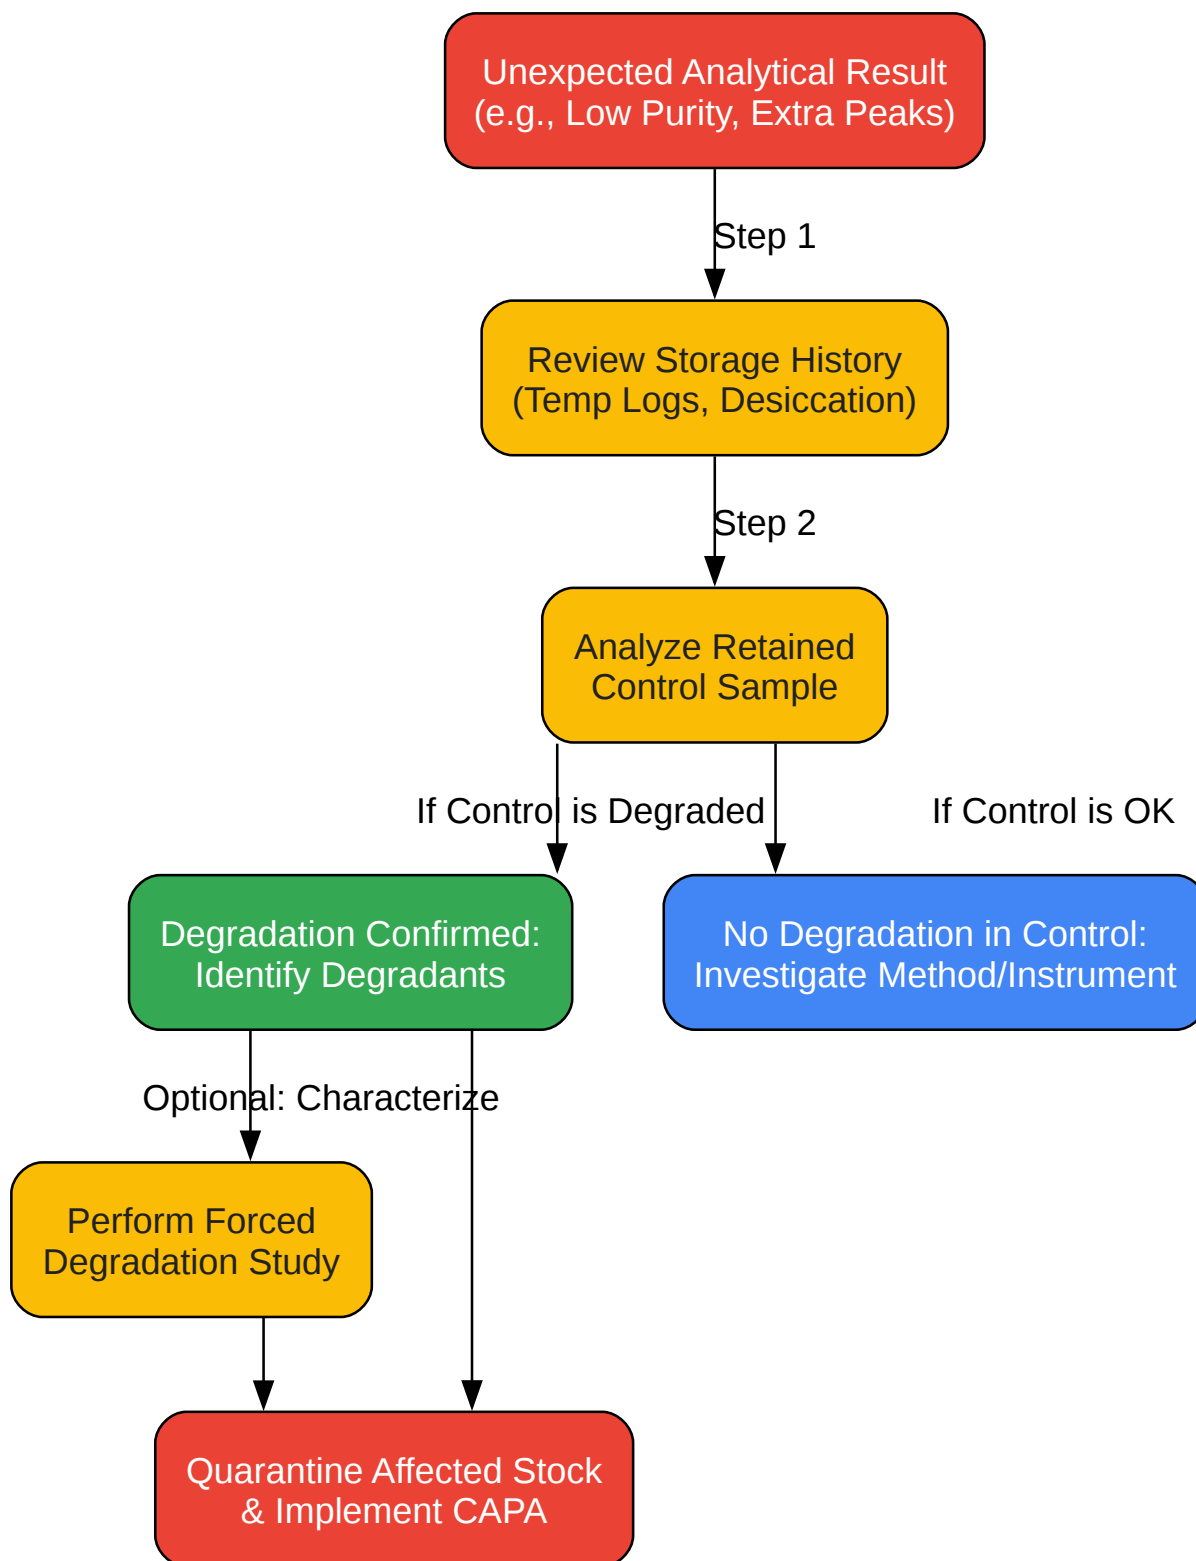 Unexpected Analytical Result
(e.g., Low Purity, Extra Peaks)
Step 1
Review Storage History
(Temp Logs, Desiccation)
Step 2
Analyze Retained
Control Sample
If Control is Degraded
If Control is OK
Degradation Confirmed:
Identify Degradants
No Degradation in Control:
Investigate Method/Instrument
Optional: Characterize
Perform Forced
Degradation Study
Quarantine Affected Stock
& Implement CAPA